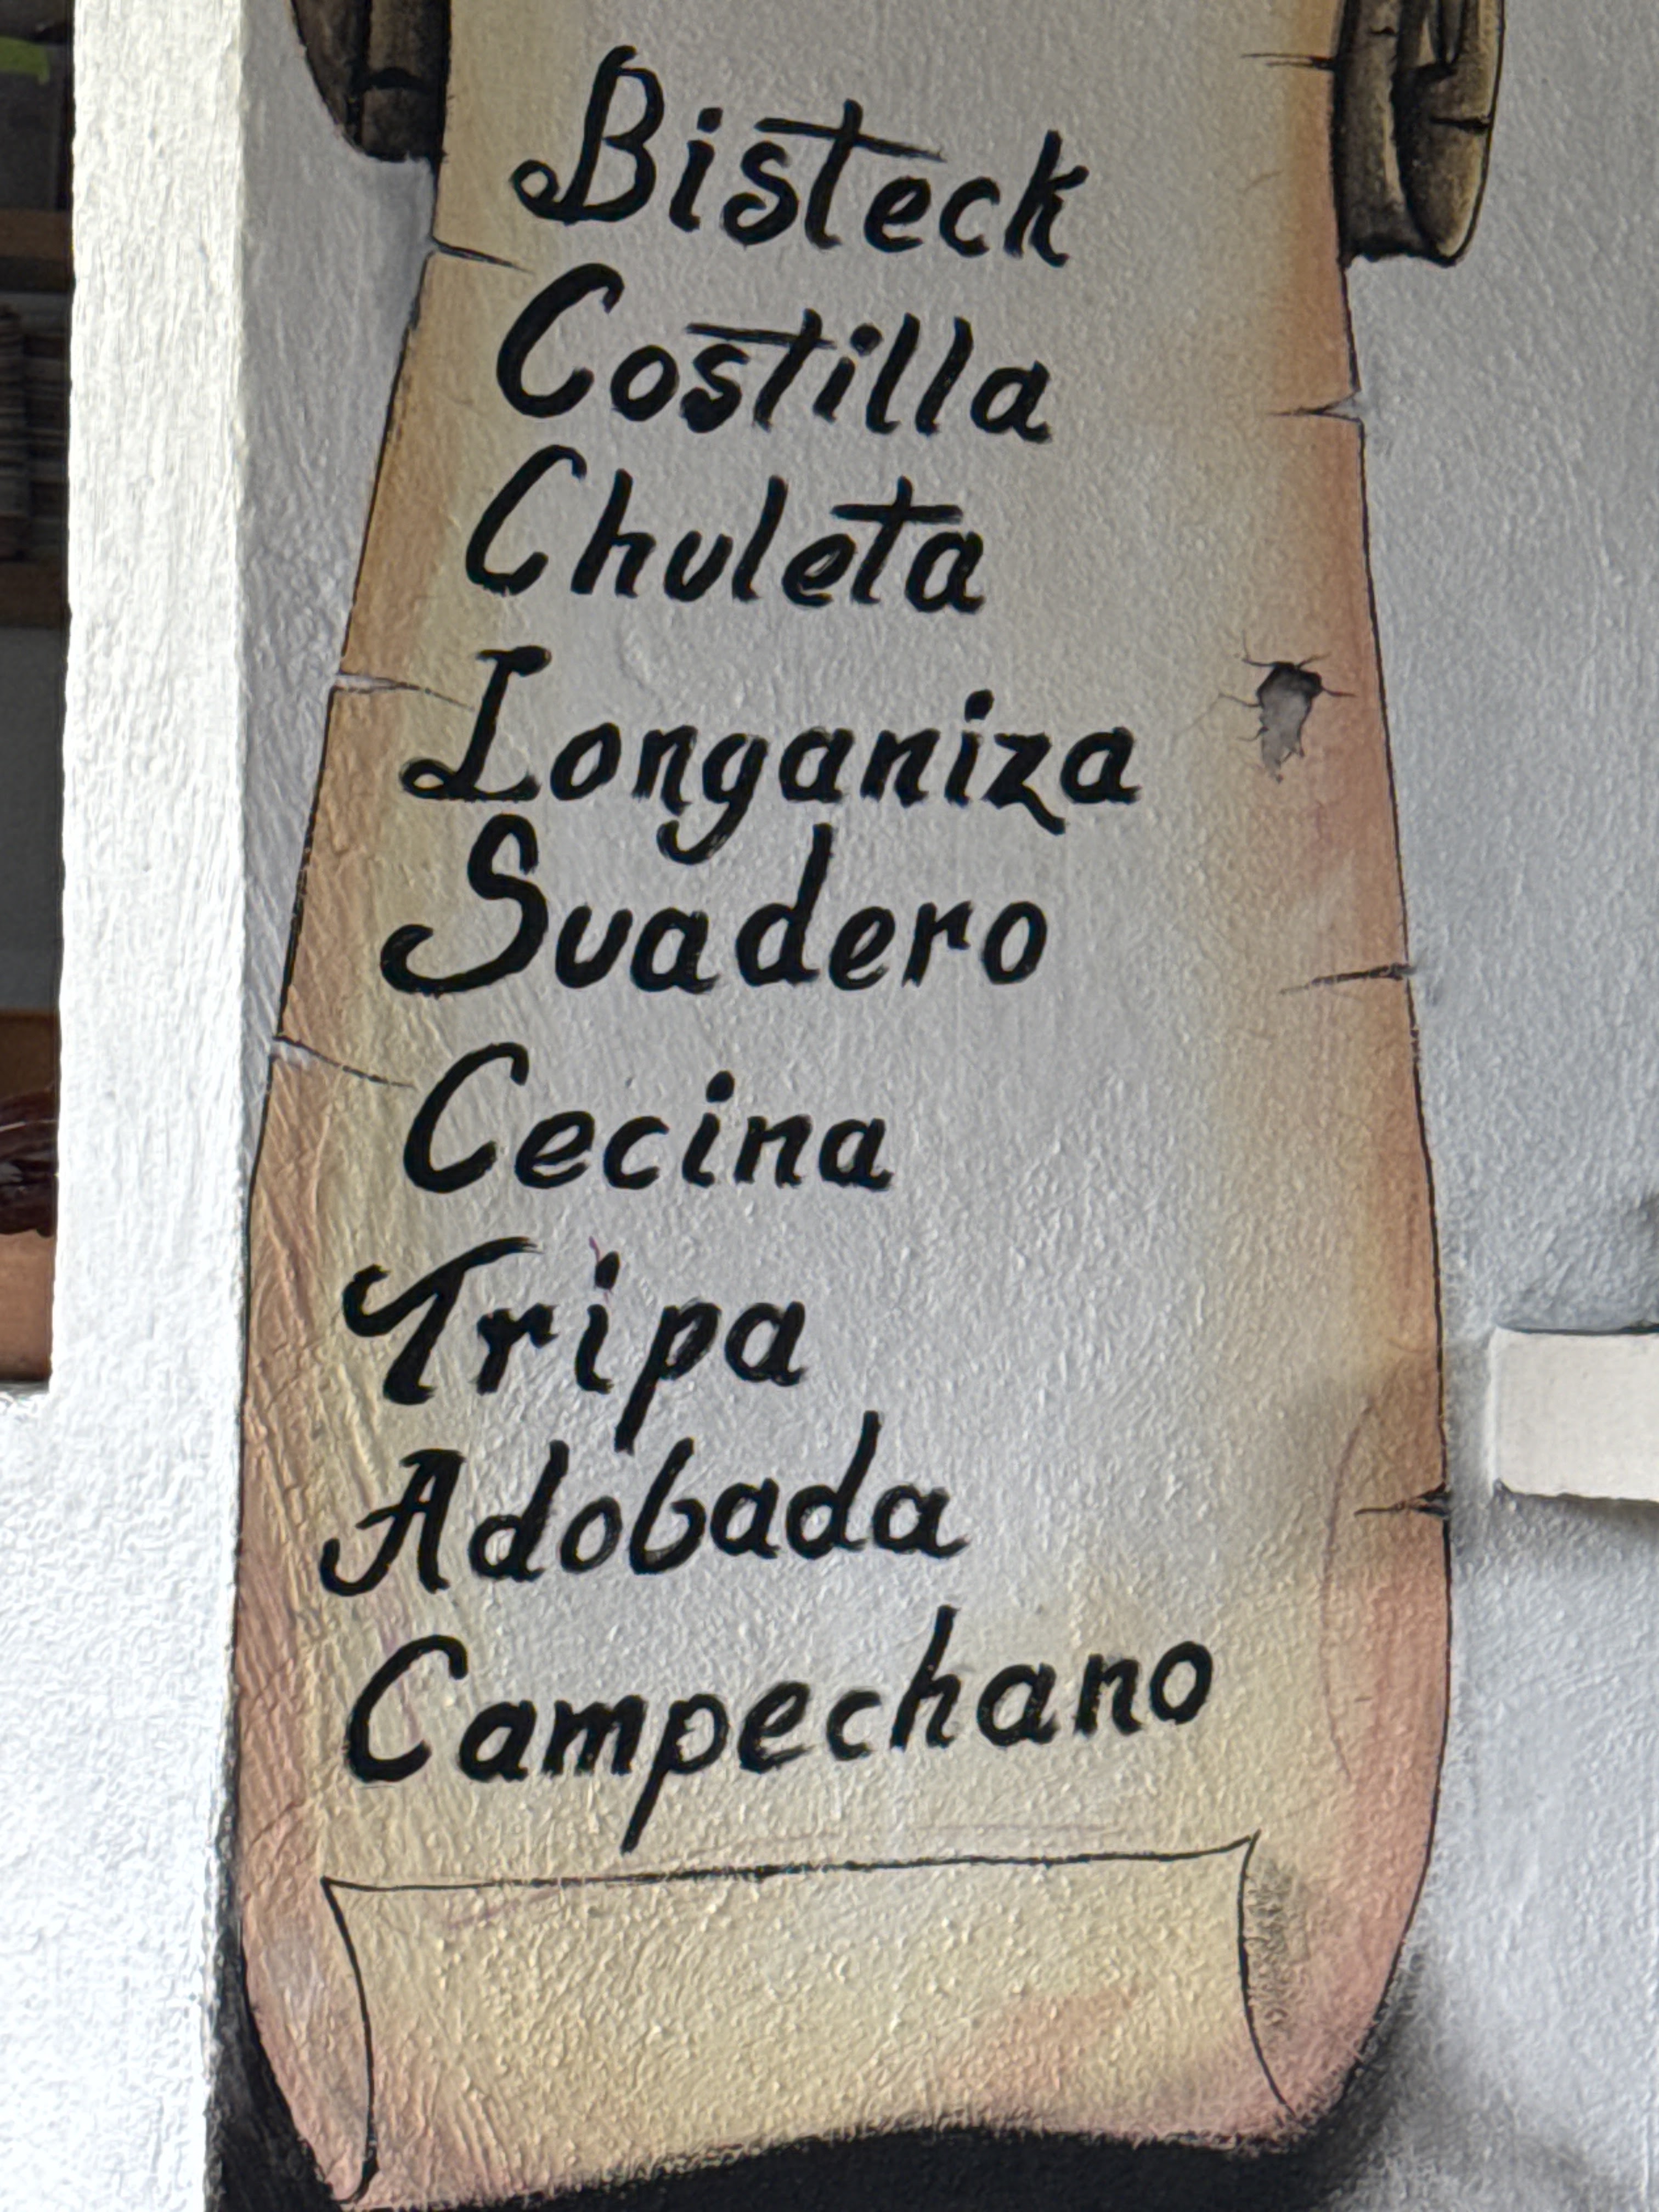 Bisteck
Costilla
Chuleta
Longaniza
Suadero
Cecina
Tripa
Adobada
Campechano